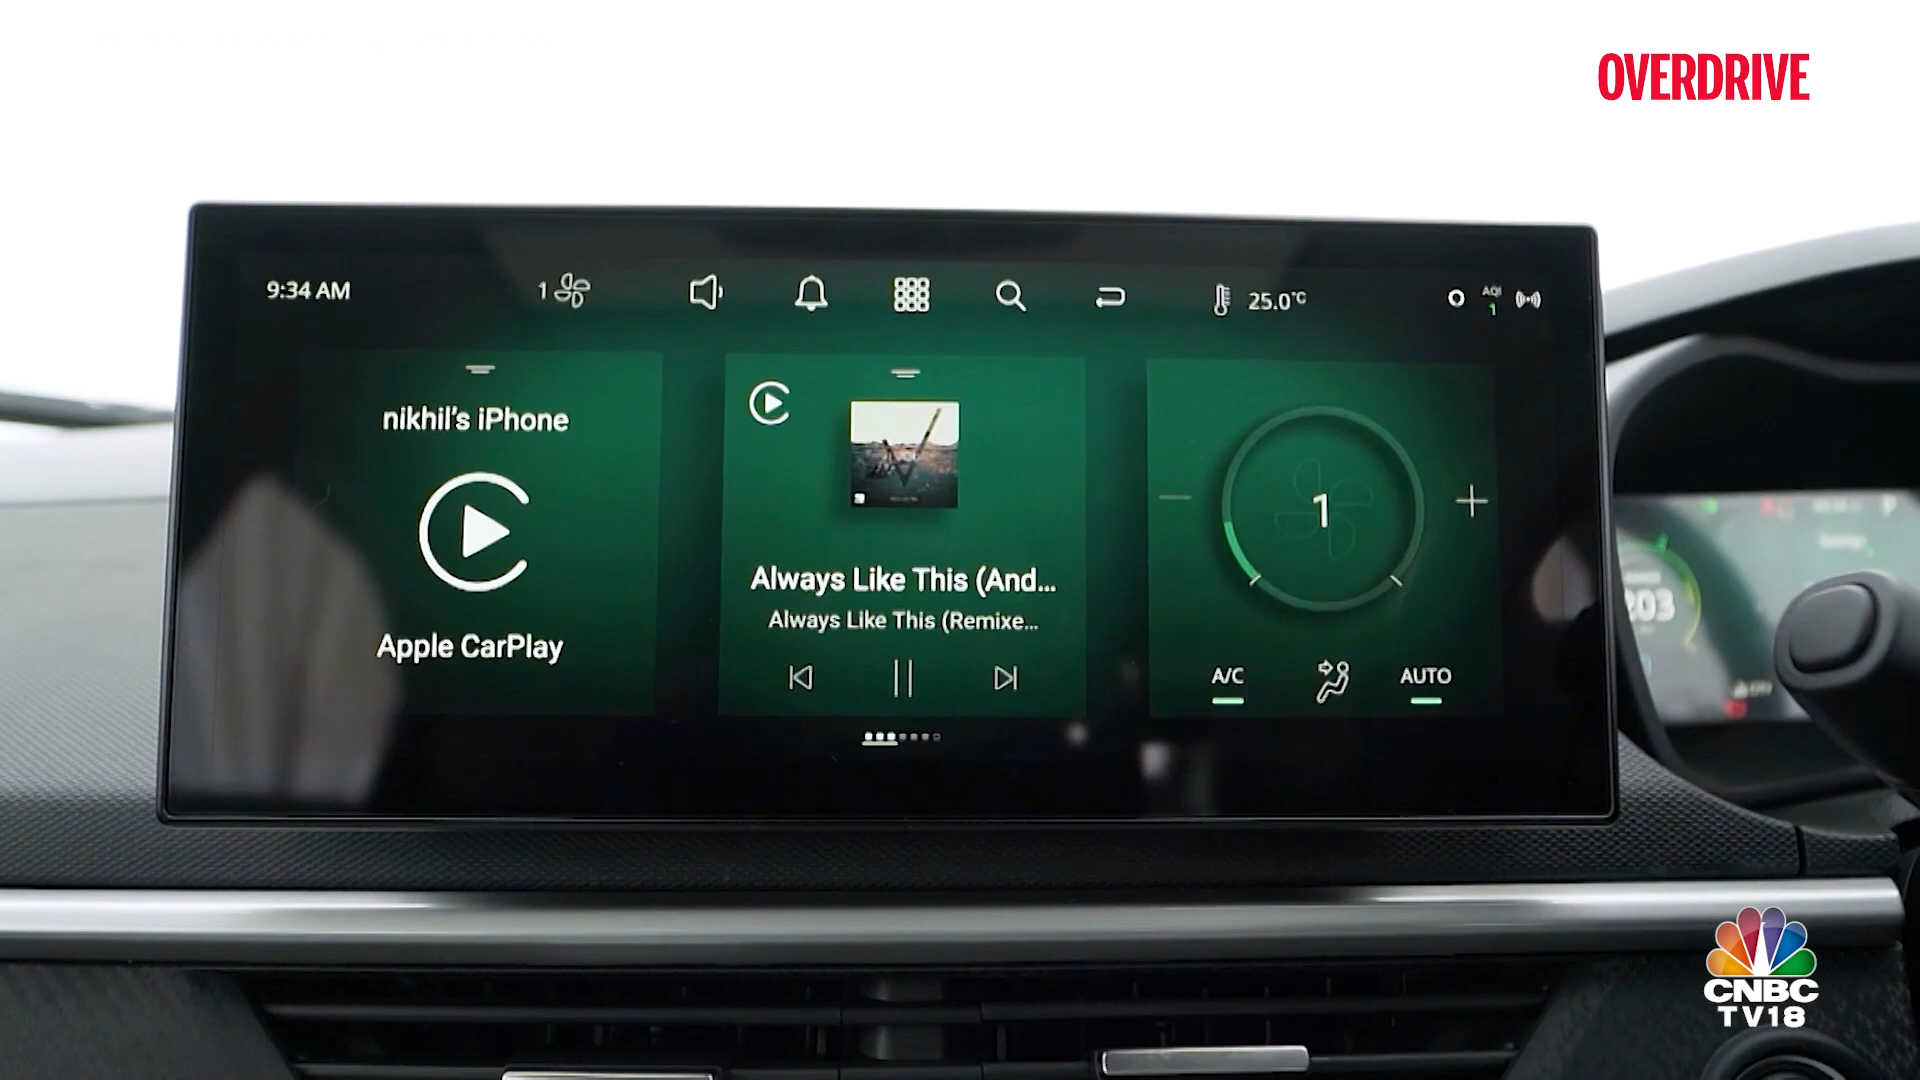 OVERDRIVE
9:34 AM
1
25.0°C
AQI
1
nikhil's iPhone
Apple CarPlay
Always Like This (And...
Always Like This (Remixe...
1
A/C
AUTO
203
CNBC
TV18